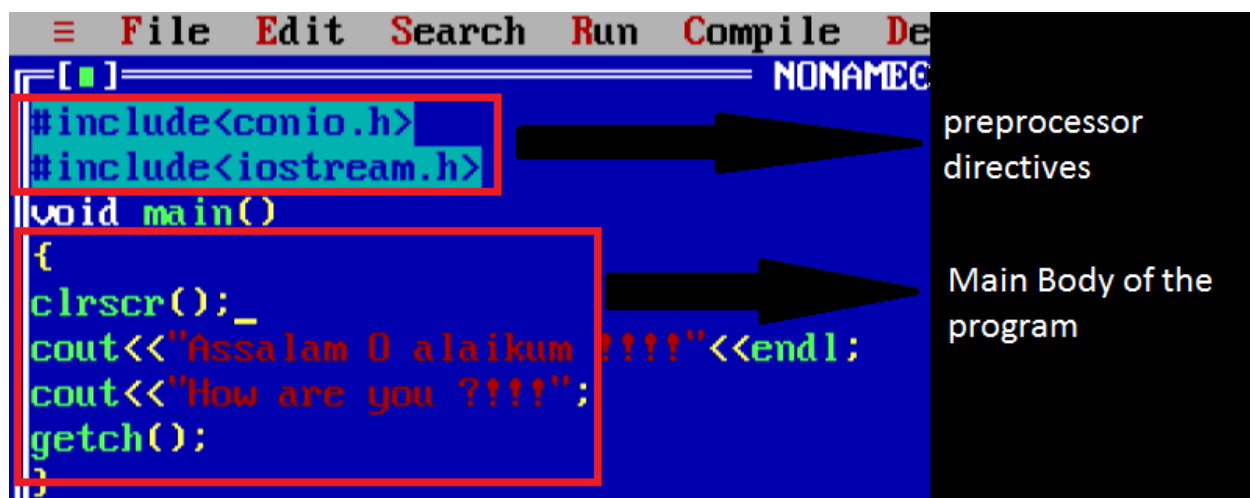 ≡ File Edit Search Run Compile De
[■] NONAME
#include<conio.h>
#include<iostream.h>
void main()
{
clrscr();_
cout<<"Assalam O alaikum !!!!"<<endl;
cout<<"How are you ?!!!";
getch();
}
preprocessor
directives
Main Body of the
program